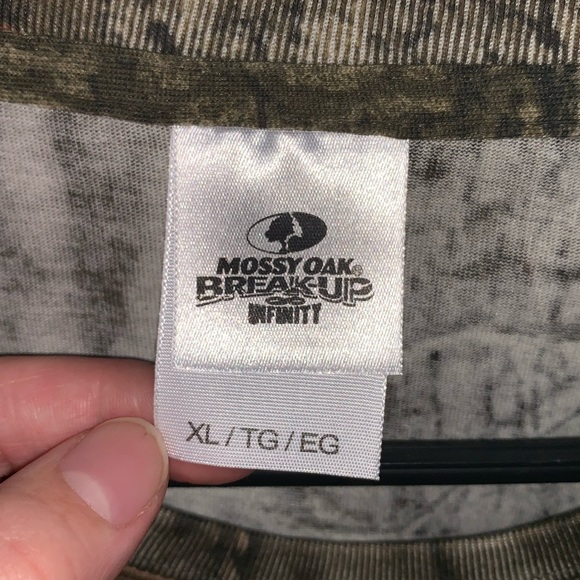 MOSSY OAK®
BREAK-UP
INFINITY
XL / TG / EG